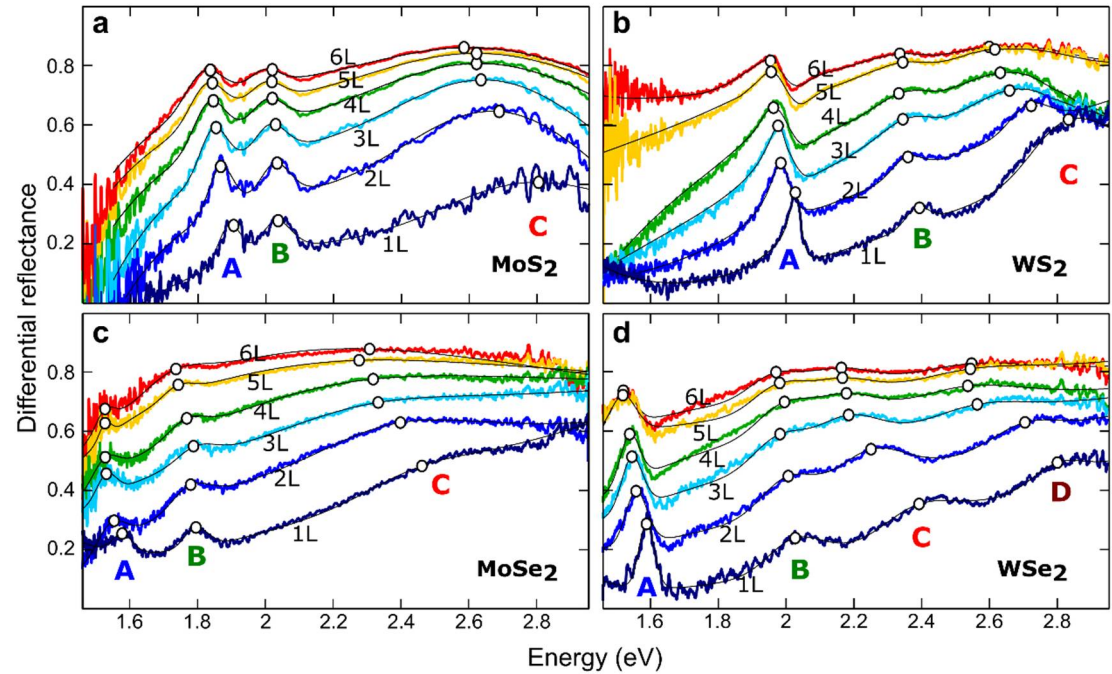 a
b
6L
5L
4L
3L
2L
1L
A
B
C
MoS2
6L
5L
4L
3L
2L
1L
A
B
C
WS2
0.8
0.6
0.4
0.2
c
d
6L
5L
4L
3L
2L
1L
A
B
C
MoSe2
6L
5L
4L
3L
2L
1L
A
B
C
D
WSe2
0.8
0.6
0.4
0.2
1.6 1.8 2 2.2 2.4 2.6 2.8
1.6 1.8 2 2.2 2.4 2.6 2.8
Differential reflectance
Energy (eV)